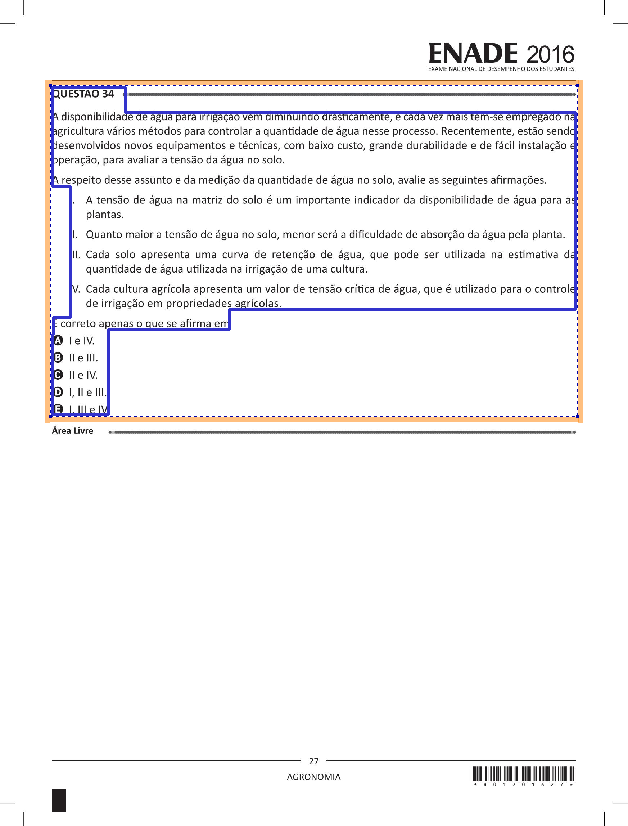 ENADE 2016
EXAME NACIONAL DE DESEMPENHO DOS ESTUDANTES
QUESTÃO 34
A disponibilidade de água para irrigação vem diminuindo drasticamente, e cada vez mais tem-se empregado na
agricultura vários métodos para controlar a quantidade de água nesse processo. Recentemente, estão sendo
desenvolvidos novos equipamentos e técnicas, com baixo custo, grande durabilidade e de fácil instalação e
operação, para avaliar a tensão da água no solo.
A respeito desse assunto e da medição da quantidade de água no solo, avalie as seguintes afirmações.
I. A tensão de água na matriz do solo é um importante indicador da disponibilidade de água para as
plantas.
II. Quanto maior a tensão de água no solo, menor será a dificuldade de absorção da água pela planta.
III. Cada solo apresenta uma curva de retenção de água, que pode ser utilizada na estimativa da
quantidade de água utilizada na irrigação de uma cultura.
IV. Cada cultura agrícola apresenta um valor de tensão crítica de água, que é utilizado para o controle
de irrigação em propriedades agrícolas.
É correto apenas o que se afirma em
A I e IV.
B II e III.
C II e IV.
D I, II e III.
E I, III e IV.
Área Livre
27
AGRONOMIA